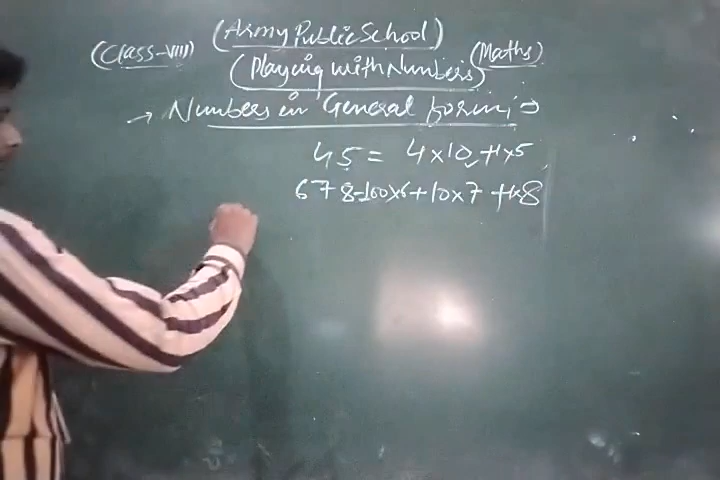 (Class-VIII) (Army Public School) (Maths)
(Playing with Numbers)
→ Numbers in General form:→
45 = 4×10+1×5
678=100×6+10×7+1×8